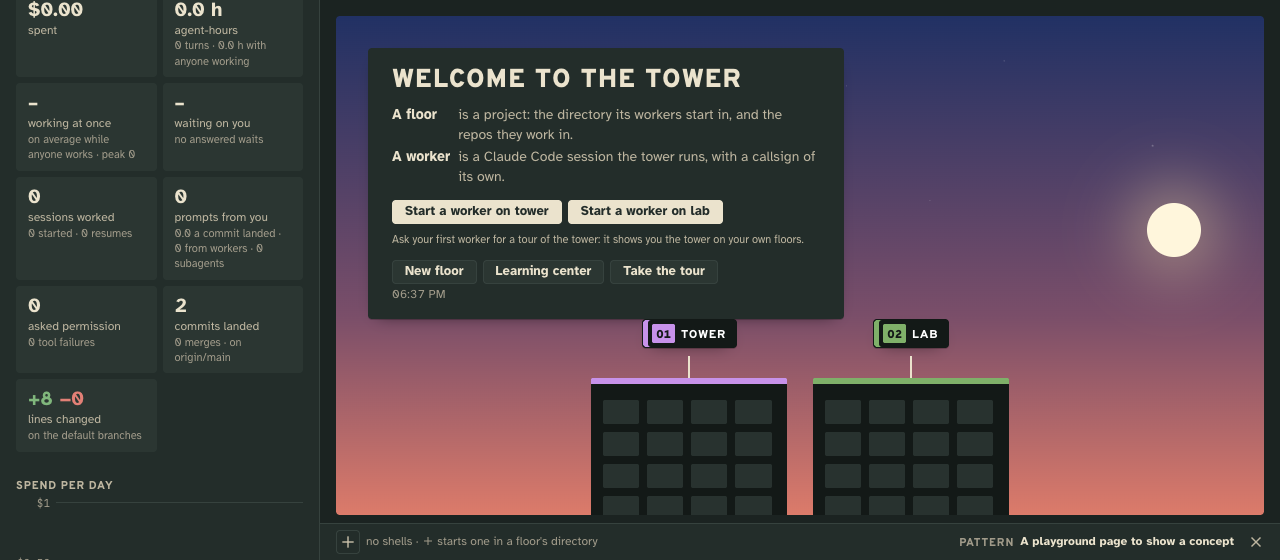 $0.00
spent
0.0 h
agent-hours
0 turns · 0.0 h with
anyone working
–
working at once
on average while
anyone works · peak 0
–
waiting on you
no answered waits
0
sessions worked
0 started · 0 resumes
0
prompts from you
0.0 a commit landed ·
0 from workers · 0
subagents
0
asked permission
0 tool failures
2
commits landed
0 merges · on
origin/main
+8 −0
lines changed
on the default branches
SPEND PER DAY
$1
WELCOME TO THE TOWER
A floor is a project: the directory its workers start in, and the
repos they work in.
A worker is a Claude Code session the tower runs, with a callsign of
its own.
Start a worker on tower
Start a worker on lab
Ask your first worker for a tour of the tower: it shows you the tower on your own floors.
New floor
Learning center
Take the tour
06:37 PM
01 TOWER
02 LAB
+ no shells · + starts one in a floor's directory
PATTERN A playground page to show a concept